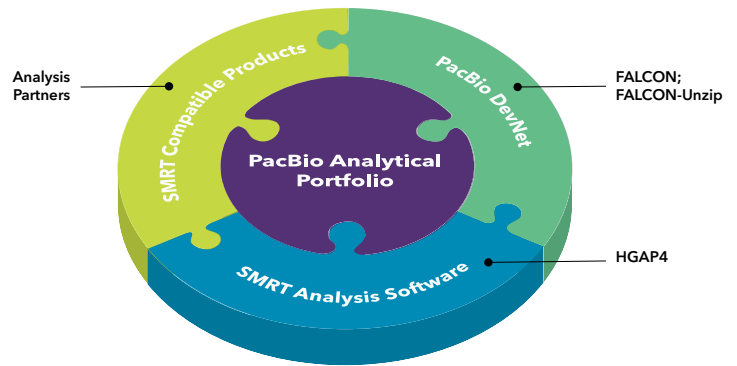 Analysis
Partners
SMRT Compatible Products
PacBio DevNet
FALCON;
FALCON-Unzip
PacBio Analytical
Portfolio
SMRT Analysis Software
HGAP4